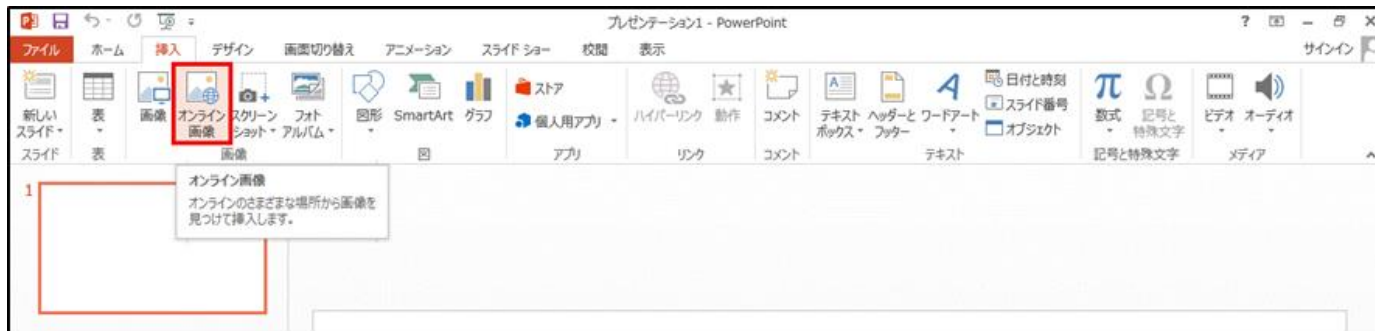 プレゼンテーション1 - PowerPoint
ファイル ホーム 挿入 デザイン 画面切り替え アニメーション スライド ショー 校閲 表示 サインイン
新しい
スライド
表
画像
オンライン
画像
スクリーン
ショット
フォト
アルバム
図形
SmartArt
グラフ
ストア
個人用アプリ
ハイパーリンク
動作
コメント
テキスト
ボックス
ヘッダーと
フッター
ワードアート
日付と時刻
スライド番号
オブジェクト
数式
記号と
特殊文字
ビデオ
オーディオ
スライド 表 画像 図 アプリ リンク コメント テキスト 記号と特殊文字 メディア
オンライン画像
オンラインのさまざまな場所から画像を
見つけて挿入します。
1